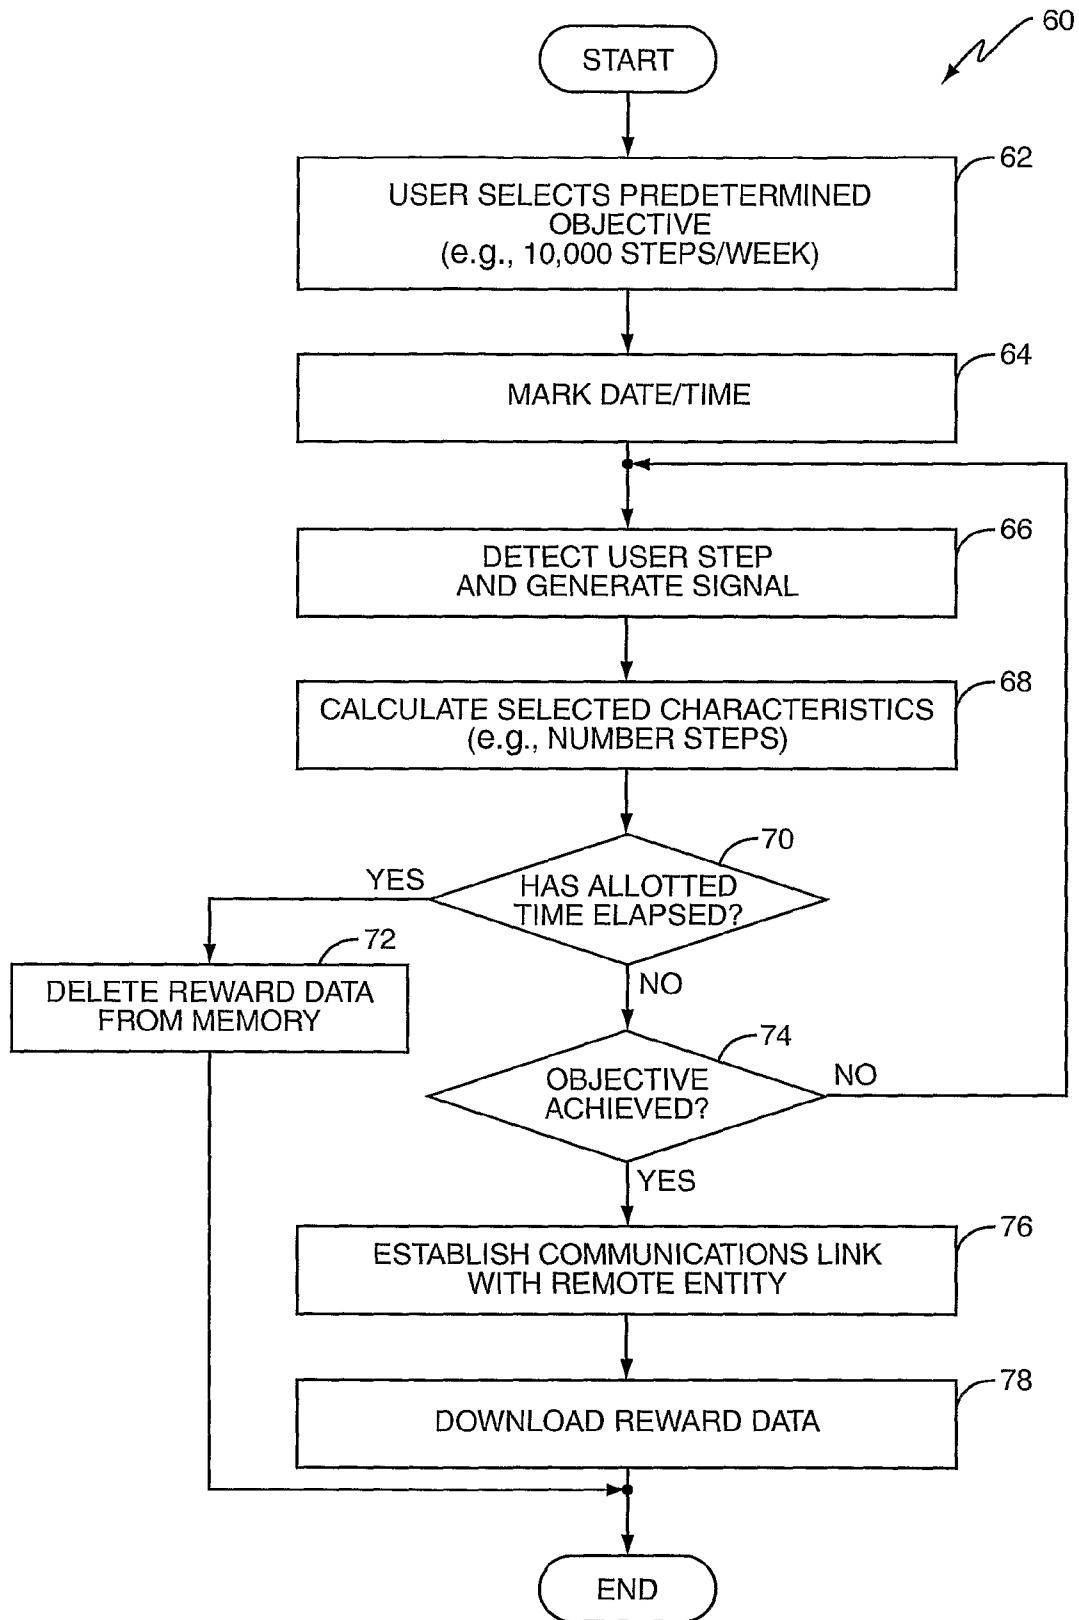 60
START
62
USER SELECTS PREDETERMINED
OBJECTIVE
(e.g., 10,000 STEPS/WEEK)
64
MARK DATE/TIME
66
DETECT USER STEP
AND GENERATE SIGNAL
68
CALCULATE SELECTED CHARACTERISTICS
(e.g., NUMBER STEPS)
70
YES
HAS ALLOTTED
TIME ELAPSED?
72
NO
DELETE REWARD DATA
FROM MEMORY
74
OBJECTIVE
ACHIEVED?
NO
YES
76
ESTABLISH COMMUNICATIONS LINK
WITH REMOTE ENTITY
78
DOWNLOAD REWARD DATA
END